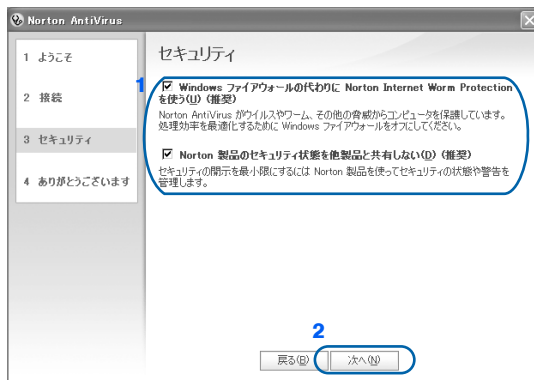 Norton AntiVirus
1 ようこそ
2 接続
3 セキュリティ
4 ありがとうございます
セキュリティ
1
Windows ファイアウォールの代わりに Norton Internet Worm Protection
を使う(U) (推奨)
Norton AntiVirus がウイルスやワーム、その他の脅威からコンピュータを保護しています。
処理効率を最適化するために Windows ファイアウォールをオフにしてください。
Norton 製品のセキュリティ状態を他製品と共有しない(D) (推奨)
セキュリティの開示を最小限にするには Norton 製品を使ってセキュリティの状態や警告を
管理します。
2
戻る(B)
次へ(N)